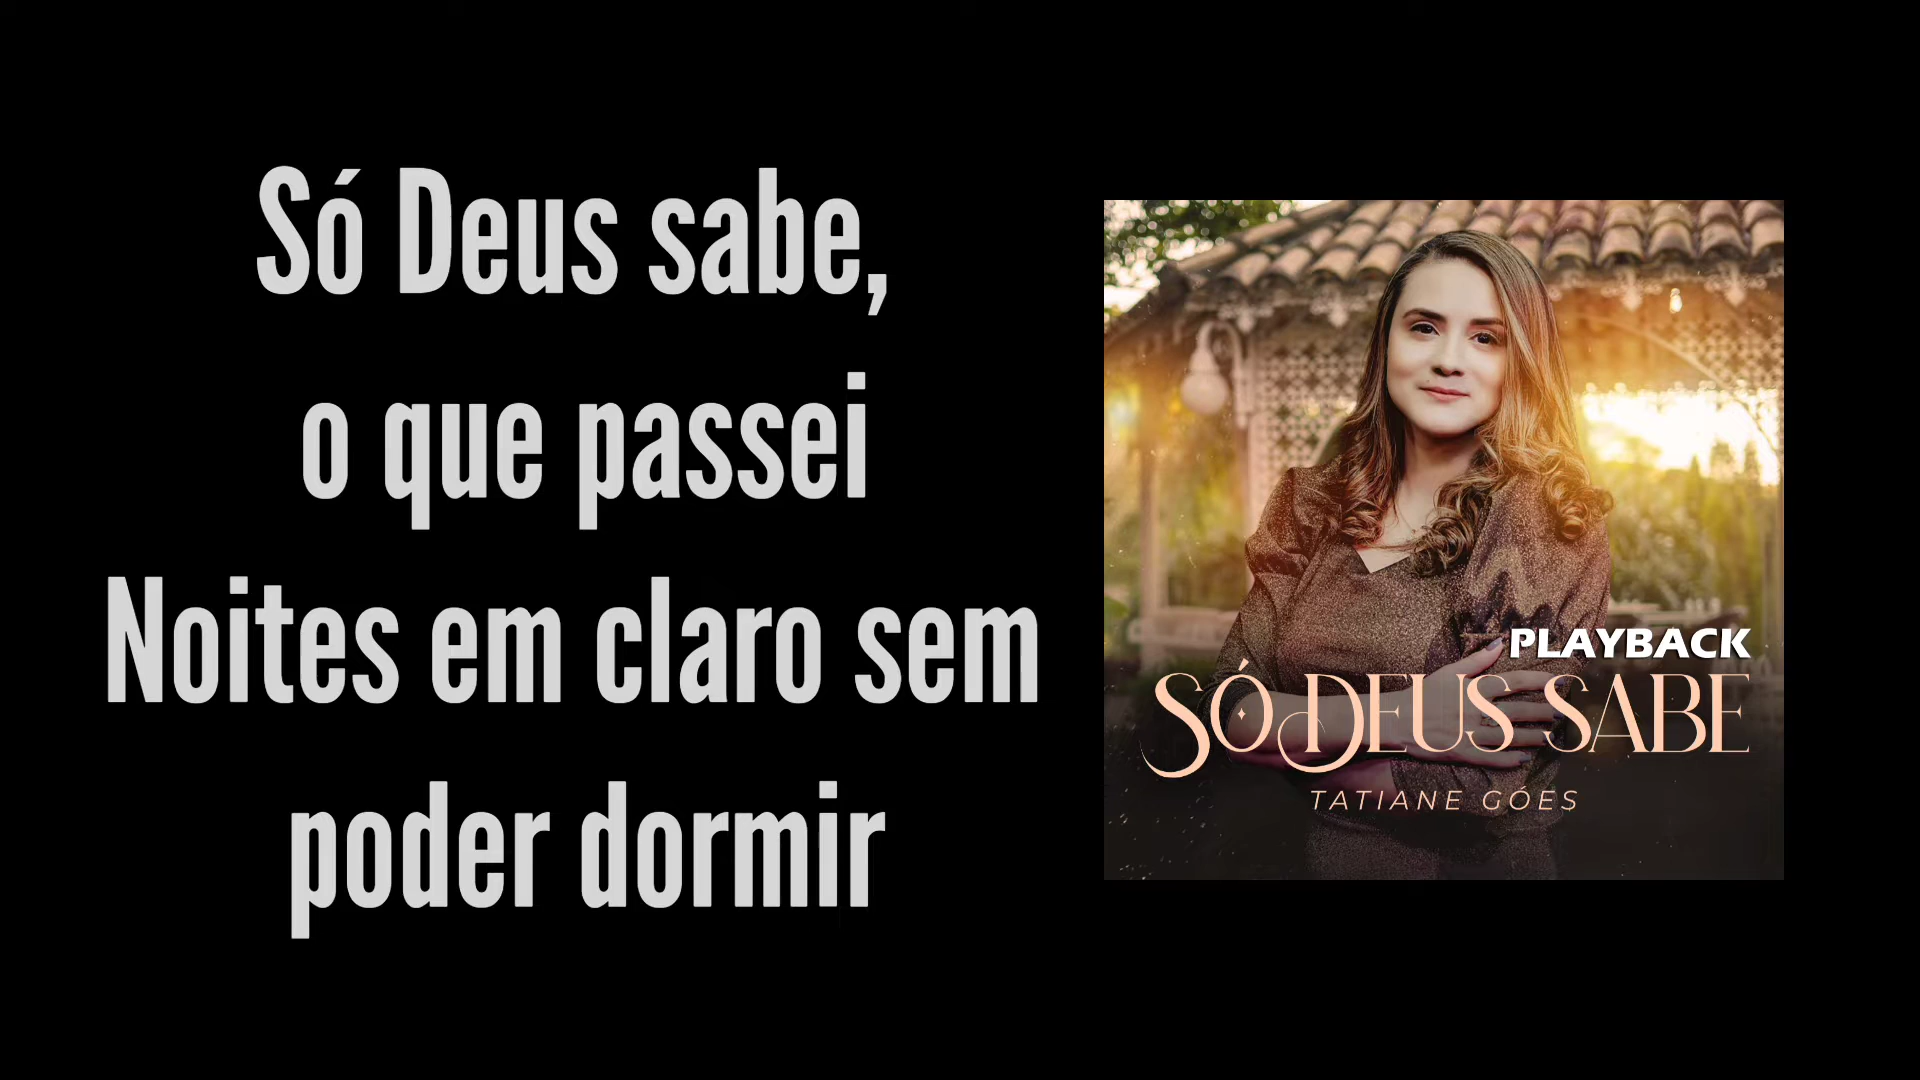 Só Deus sabe,
o que passei
Noites em claro sem
poder dormir
PLAYBACK
SÓ DEUS SABE
TATIANE GÓES